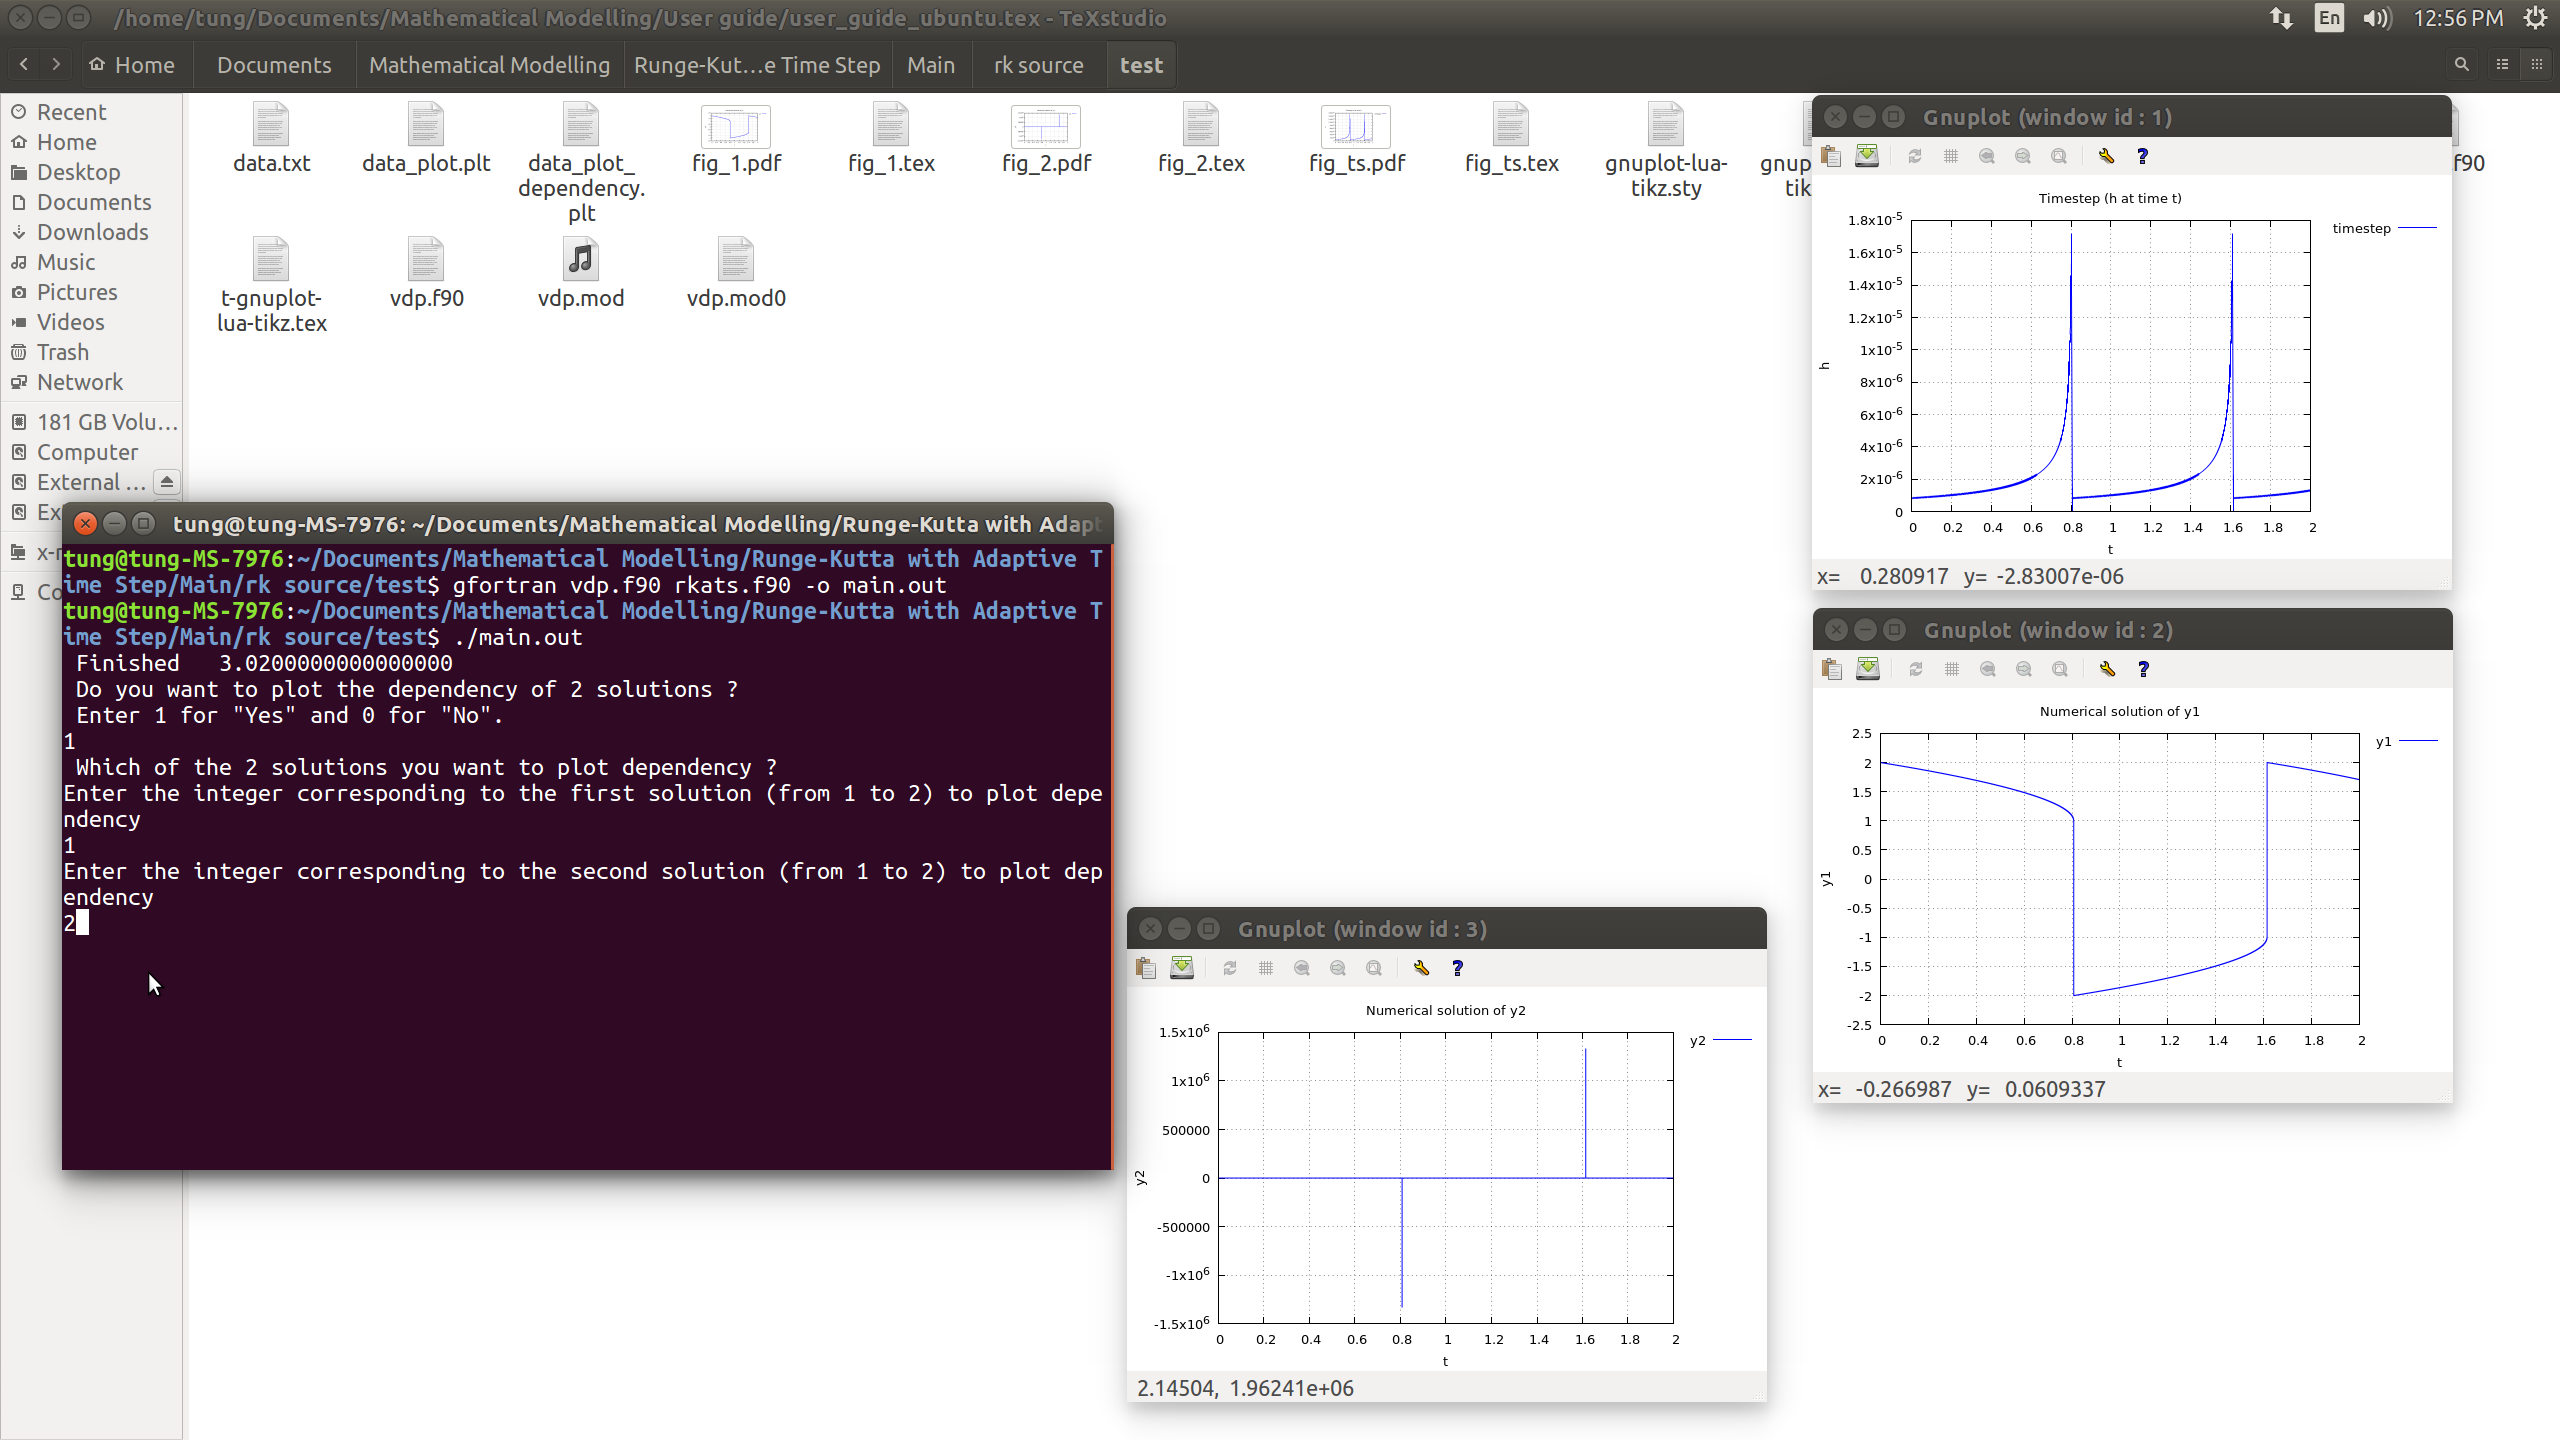 /home/tung/Documents/Mathematical Modelling/User guide/user_guide_ubuntu.tex - TeXstudio
En
12:56 PM
Home
Documents
Mathematical Modelling
Runge-Kut…e Time Step
Main
rk source
test
Recent
Home
Desktop
Documents
Downloads
Music
Pictures
Videos
Trash
Network
181 GB Volu…
Computer
External …
data.txt
data_plot.plt
data_plot_
dependency.
plt
fig_1.pdf
fig_1.tex
fig_2.pdf
fig_2.tex
fig_ts.pdf
fig_ts.tex
gnuplot-lua-
tikz.sty
t-gnuplot-
lua-tikz.tex
vdp.f90
vdp.mod
vdp.mod0
tung@tung-MS-7976: ~/Documents/Mathematical Modelling/Runge-Kutta with Adapt
tung@tung-MS-7976:~/Documents/Mathematical Modelling/Runge-Kutta with Adaptive T
ime Step/Main/rk source/test$ gfortran vdp.f90 rkats.f90 -o main.out
tung@tung-MS-7976:~/Documents/Mathematical Modelling/Runge-Kutta with Adaptive T
ime Step/Main/rk source/test$ ./main.out
Finished   3.0200000000000000
Do you want to plot the dependency of 2 solutions ?
Enter 1 for "Yes" and 0 for "No".
1
Which of the 2 solutions you want to plot dependency ?
Enter the integer corresponding to the first solution (from 1 to 2) to plot depe
ndency
1
Enter the integer corresponding to the second solution (from 1 to 2) to plot dep
endency
2
Gnuplot (window id : 1)
Timestep (h at time t)
timestep
1.8x10-5
1.6x10-5
1.4x10-5
1.2x10-5
1x10-5
8x10-6
6x10-6
4x10-6
2x10-6
0
h
0 0.2 0.4 0.6 0.8 1 1.2 1.4 1.6 1.8 2
t
x= 0.280917 y= -2.83007e-06
Gnuplot (window id : 2)
Numerical solution of y1
y1
2.5
2
1.5
1
0.5
0
-0.5
-1
-1.5
-2
-2.5
y1
0 0.2 0.4 0.6 0.8 1 1.2 1.4 1.6 1.8 2
t
x= -0.266987 y= 0.0609337
Gnuplot (window id : 3)
Numerical solution of y2
y2
1.5x106
1x106
500000
0
-500000
-1x106
-1.5x106
y2
0 0.2 0.4 0.6 0.8 1 1.2 1.4 1.6 1.8 2
t
2.14504, 1.96241e+06